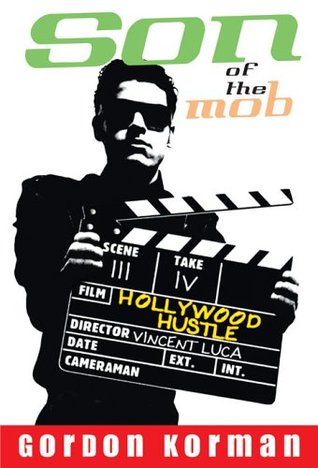 son
of
the
mob
SCENE TAKE
III IV
FILM HOLLYWOOD
HUSTLE
DIRECTOR VINCENT LUCA
DATE EXT. INT.
CAMERAMAN
GORDON KORMAN